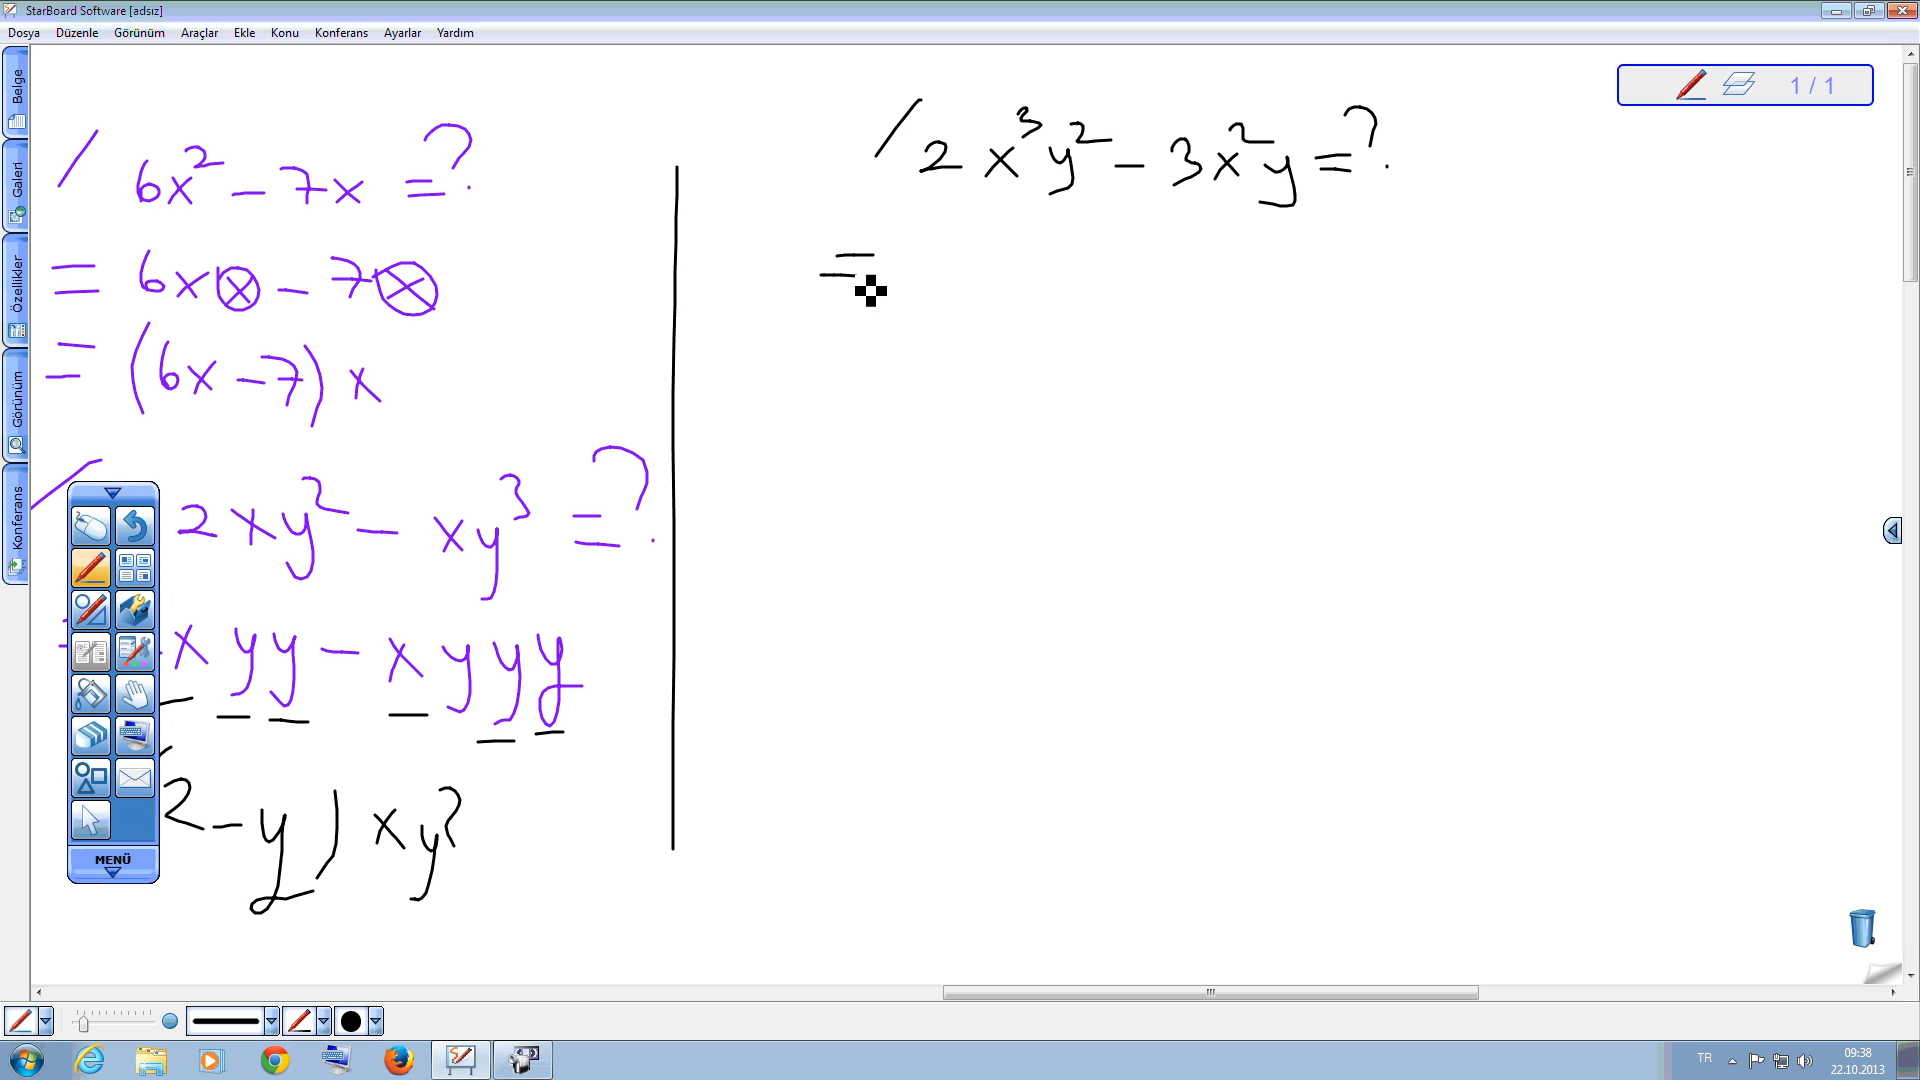 StarBoard Software [adsız]
Dosya Düzenle Görünüm Araçlar Ekle Konu Konferans Ayarlar Yardım
Belge
Galeri
Özellikler
Görünüm
Konferans
1 / 1
/ 6x² - 7x = ?
= 6x x - 7 x
= (6x - 7) x
/ 2xy² - xy³ = ?
x y y - x y y y
2 - y ) x y²
/ 2x³y² - 3x²y = ?
=
MENÜ
TR
09:38
22.10.2013